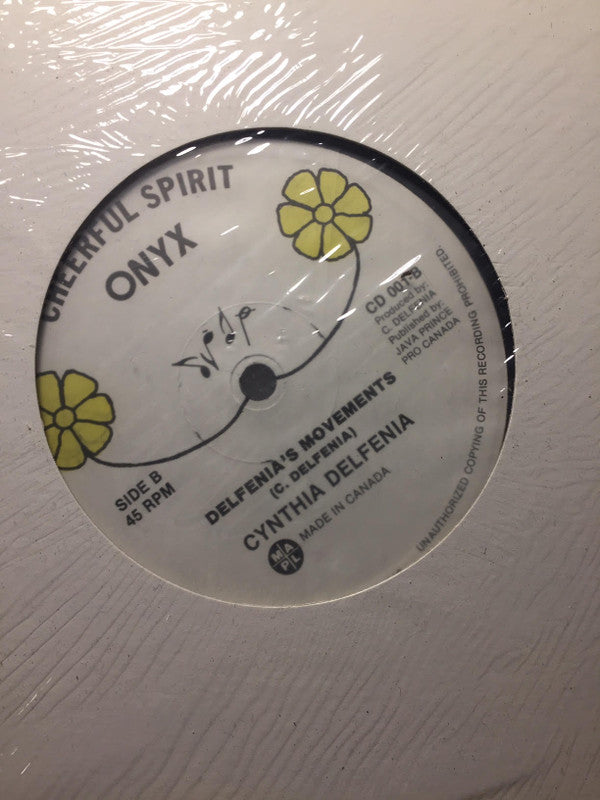 CHEERFUL SPIRIT
ONYX
CD 001-B
Produced by:
C. DELFENIA
Published by:
JAVA PRINCE
PRO CANADA
SIDE B
45 RPM
DELFENIA'S MOVEMENTS
(C. DELFENIA)
CYNTHIA DELFENIA
MADE IN CANADA
M A
P L
UNAUTHORIZED COPYING OF THIS RECORDING PROHIBITED.